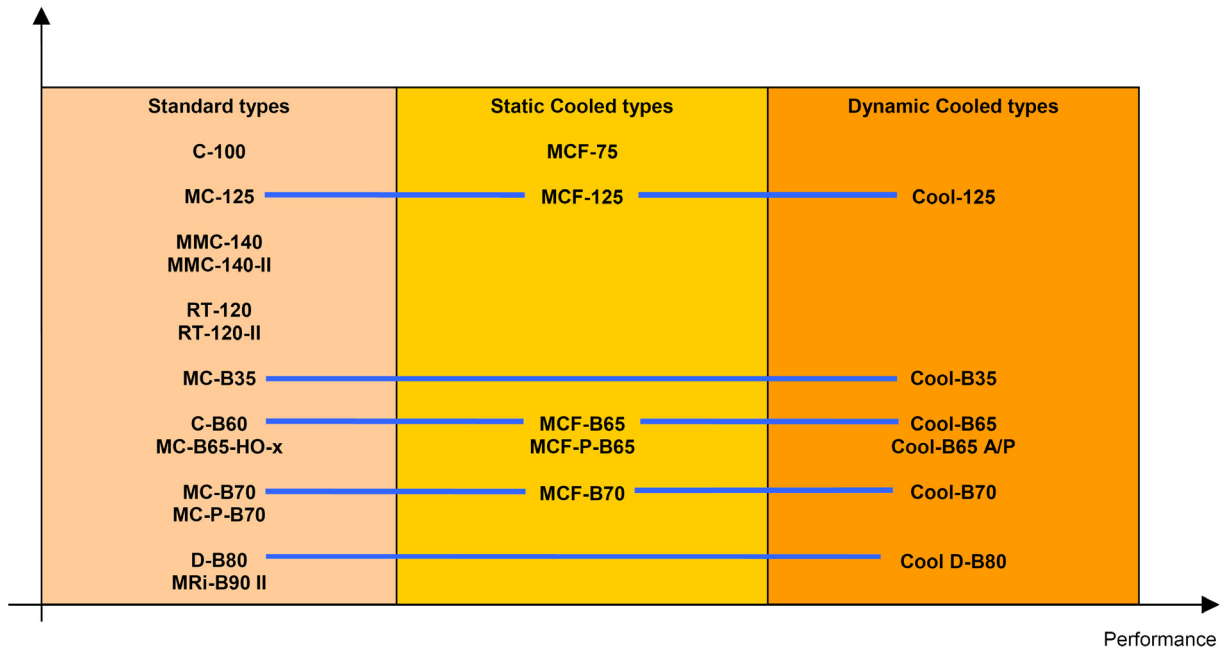 Standard types Static Cooled types Dynamic Cooled types
C-100 MCF-75
MC-125 MCF-125 Cool-125
MMC-140
MMC-140-II
RT-120
RT-120-II
MC-B35 Cool-B35
C-B60 MCF-B65 Cool-B65
MC-B65-HO-x MCF-P-B65 Cool-B65 A/P
MC-B70 MCF-B70 Cool-B70
MC-P-B70
D-B80 Cool D-B80
MRi-B90 II
Performance